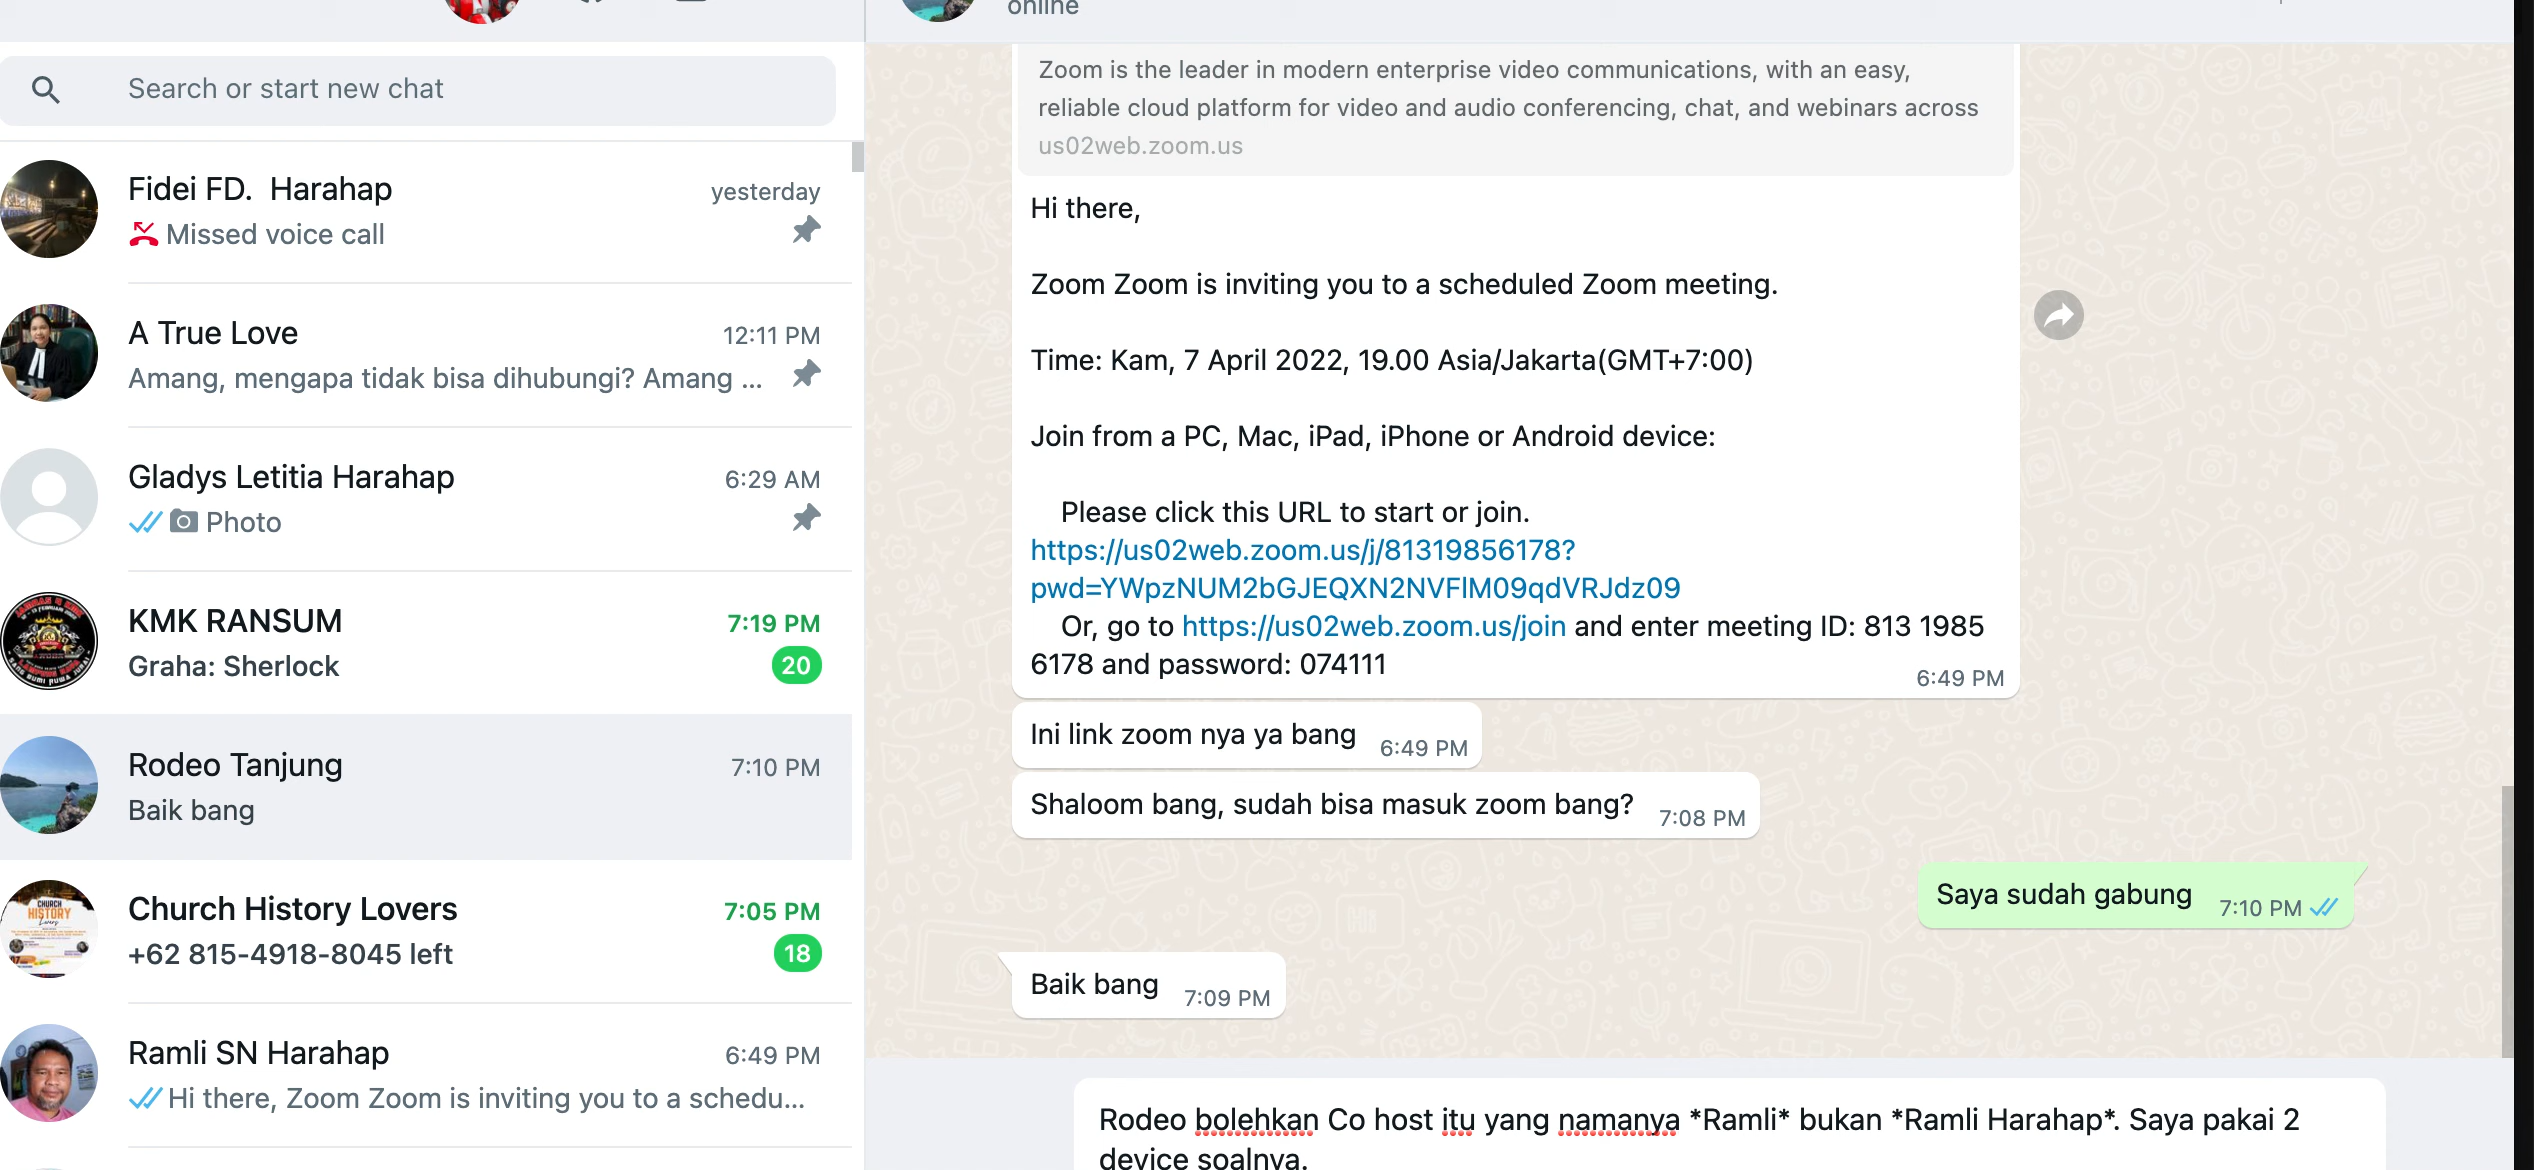 online
Search or start new chat
Fidei FD.  Harahap
yesterday
Missed voice call
A True Love
12:11 PM
Amang, mengapa tidak bisa dihubungi? Amang ...
Gladys Letitia Harahap
6:29 AM
Photo
KMK RANSUM
7:19 PM
Graha: Sherlock
20
Rodeo Tanjung
7:10 PM
Baik bang
CHURCH
HISTORY
Lovers
Church History Lovers
7:05 PM
+62 815-4918-8045 left
18
Ramli SN Harahap
6:49 PM
Hi there, Zoom Zoom is inviting you to a schedu...
Zoom is the leader in modern enterprise video communications, with an easy,
reliable cloud platform for video and audio conferencing, chat, and webinars across
us02web.zoom.us
Hi there,
Zoom Zoom is inviting you to a scheduled Zoom meeting.
Time: Kam, 7 April 2022, 19.00 Asia/Jakarta(GMT+7:00)
Join from a PC, Mac, iPad, iPhone or Android device:
Please click this URL to start or join.
https://us02web.zoom.us/j/81319856178?
pwd=YWpzNUM2bGJEQXN2NVFlM09qdVRJdz09
Or, go to https://us02web.zoom.us/join and enter meeting ID: 813 1985
6178 and password: 074111
6:49 PM
Ini link zoom nya ya bang
6:49 PM
Shaloom bang, sudah bisa masuk zoom bang?
7:08 PM
Saya sudah gabung
7:10 PM
Baik bang
7:09 PM
Rodeo bolehkan Co host itu yang namanya *Ramli* bukan *Ramli Harahap*. Saya pakai 2
device soalnya.